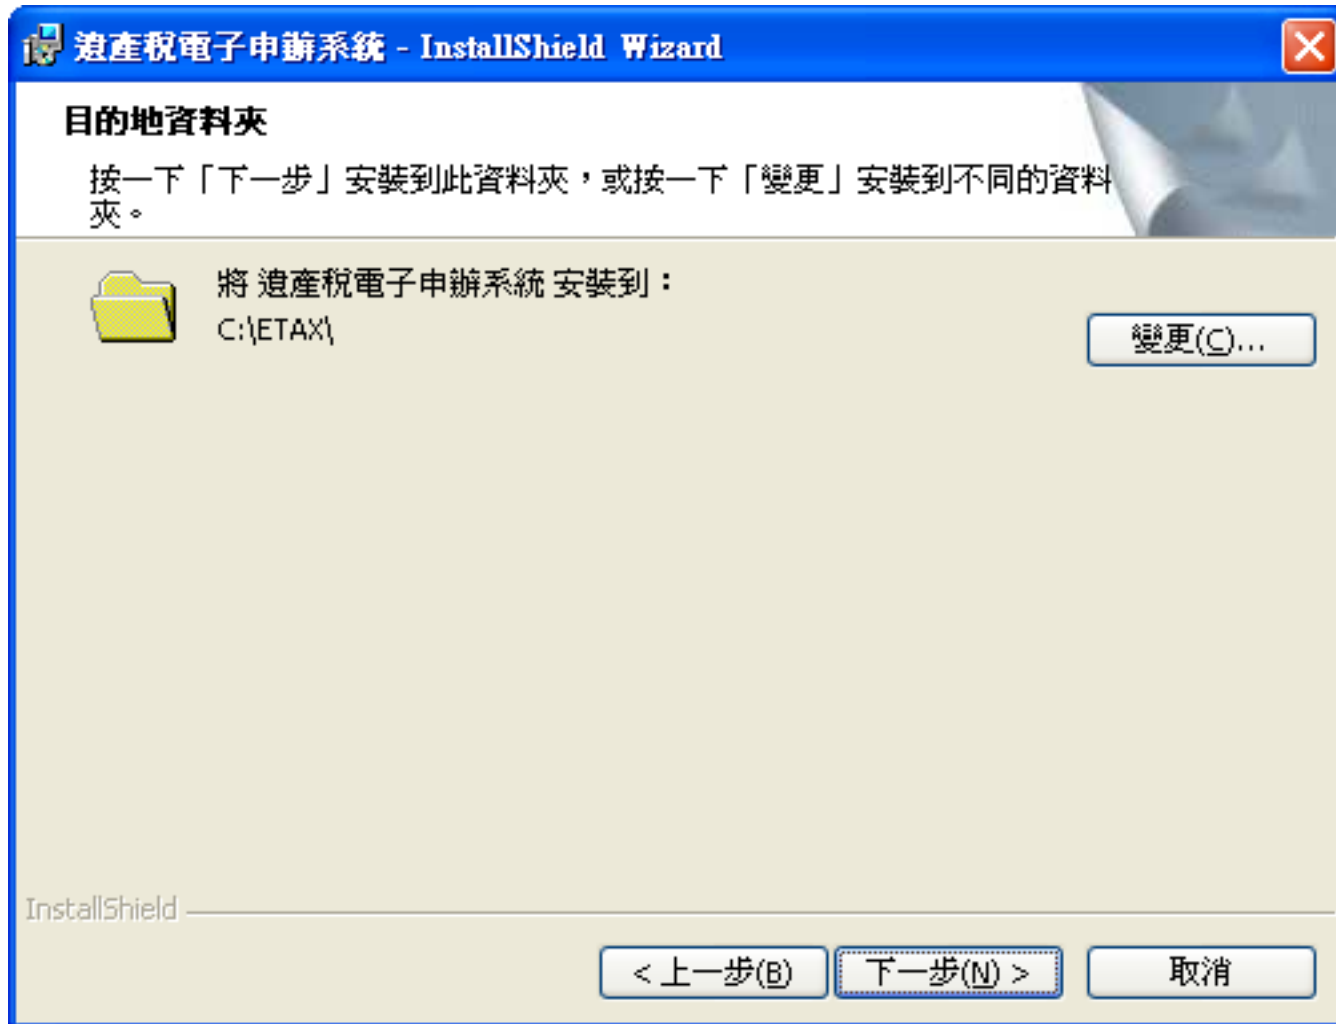 遺產稅電子申辦系統 - InstallShield Wizard
目的地資料夾
按一下「下一步」安裝到此資料夾，或按一下「變更」安裝到不同的資料
夾。
將 遺產稅電子申辦系統 安裝到：
C:\ETAX\
變更(C)...
InstallShield
< 上一步(B)
下一步(N) >
取消